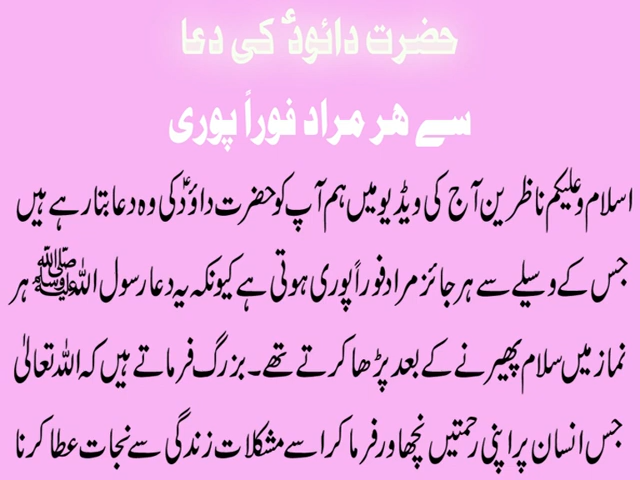 حضرت دائودؑ کی دعا
سے ھر مراد فوراً پوری
اسلام وعلیکم ناظرین آج کی ویڈیو میں ہم آپ کو حضرت داؤدؑ کی وہ دعا بتا رہے ہیں
جس کے وسیلے سے ہر جائز مراد فوراً پوری ہوتی ہے کیونکہ یہ دعا رسول اللہ ﷺ ہر
نماز میں سلام پھیرنے کے بعد پڑھا کرتے تھے۔ بزرگ فرماتے ہیں کہ اللہ تعالیٰ
جس انسان پر اپنی رحمتیں نچھاور فرما کر اسے مشکلات زندگی سے نجات عطا کرنا